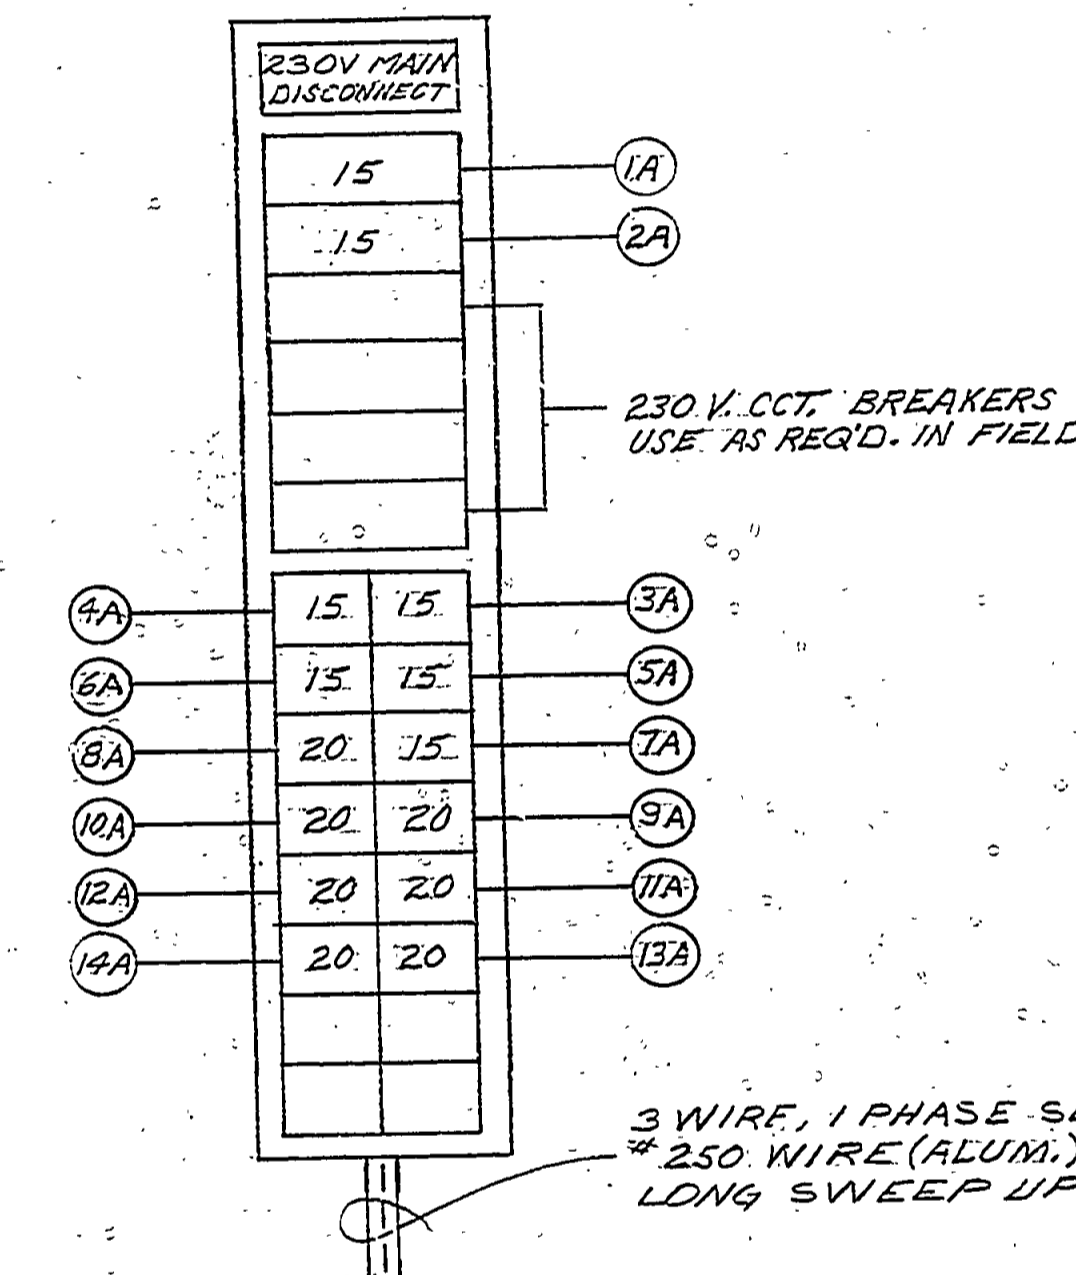 230V MAIN
DISCONNECT
15
1A
15
2A
230 V. CCT. BREAKERS
USE AS REQ'D. IN FIELD
4A 15 15 3A
6A 15 15 5A
8A 20 15 7A
10A 20 20 9A
12A 20 20 11A
14A 20 20 13A
3 WIRE, 1 PHASE
#250 WIRE (ALUM.)
LONG SWEEP UP